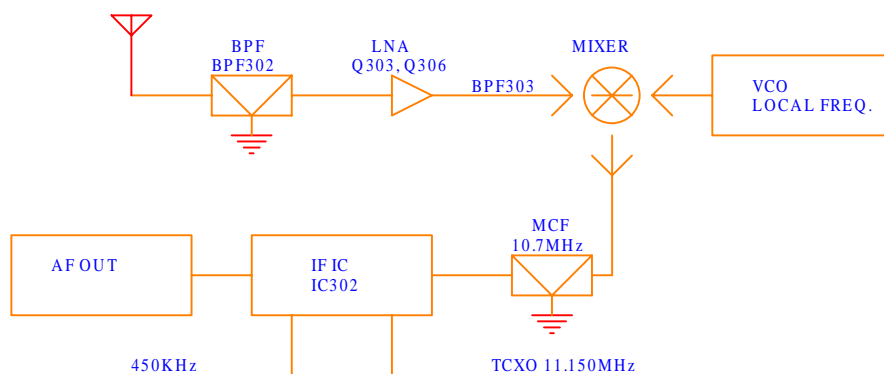 BPF
BPF302
LNA
Q303, Q306
BPF303
MIXER
VCO
LOCAL FREQ.
MCF
10.7MHz
AF OUT
IF IC
IC302
450KHz
TCXO 11.150MHz